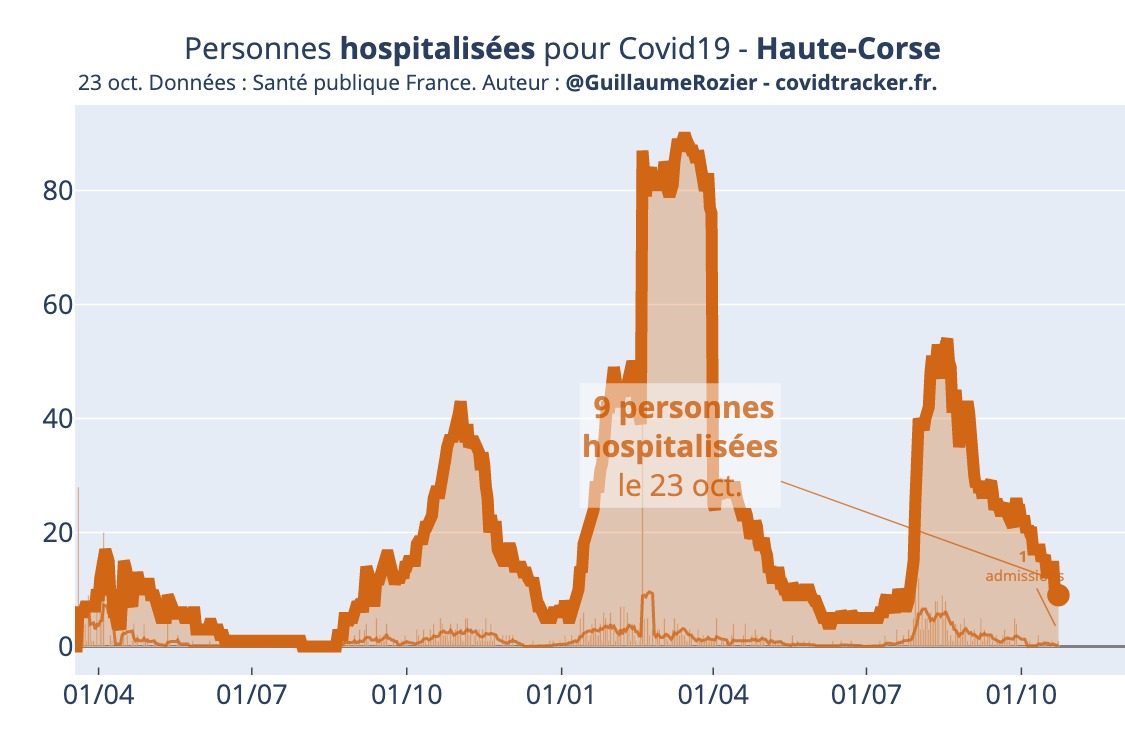 Personnes hospitalisées pour Covid19 - Haute-Corse
23 oct. Données : Santé publique France. Auteur : @GuillaumeRozier - covidtracker.fr.
80
60
40
20
0
9 personnes
hospitalisées
le 23 oct.
1
admissions
01/04 01/07 01/10 01/01 01/04 01/07 01/10